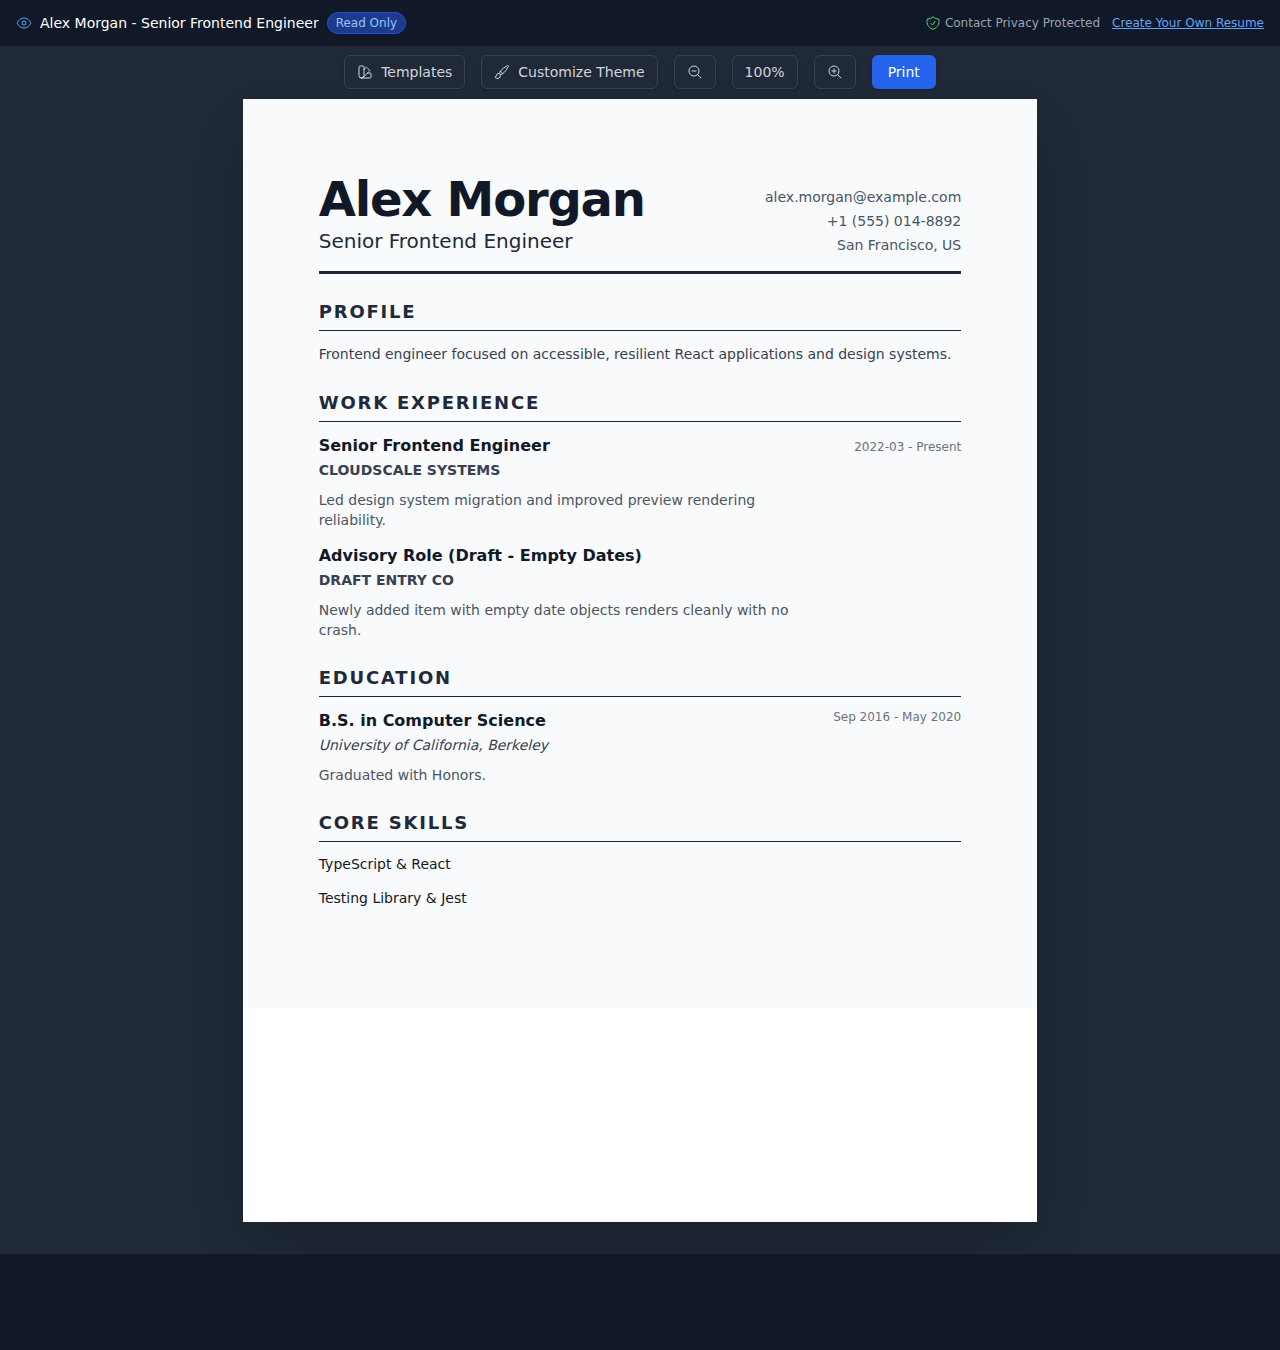 Alex Morgan - Senior Frontend Engineer Read Only Contact Privacy Protected Create Your Own Resume
Templates Customize Theme 100% Print
Alex Morgan
Senior Frontend Engineer
alex.morgan@example.com
+1 (555) 014-8892
San Francisco, US
PROFILE
Frontend engineer focused on accessible, resilient React applications and design systems.
WORK EXPERIENCE
Senior Frontend Engineer 2022-03 - Present
CLOUDSCALE SYSTEMS
Led design system migration and improved preview rendering
reliability.
Advisory Role (Draft - Empty Dates)
DRAFT ENTRY CO
Newly added item with empty date objects renders cleanly with no
crash.
EDUCATION
B.S. in Computer Science Sep 2016 - May 2020
University of California, Berkeley
Graduated with Honors.
CORE SKILLS
TypeScript & React
Testing Library & Jest